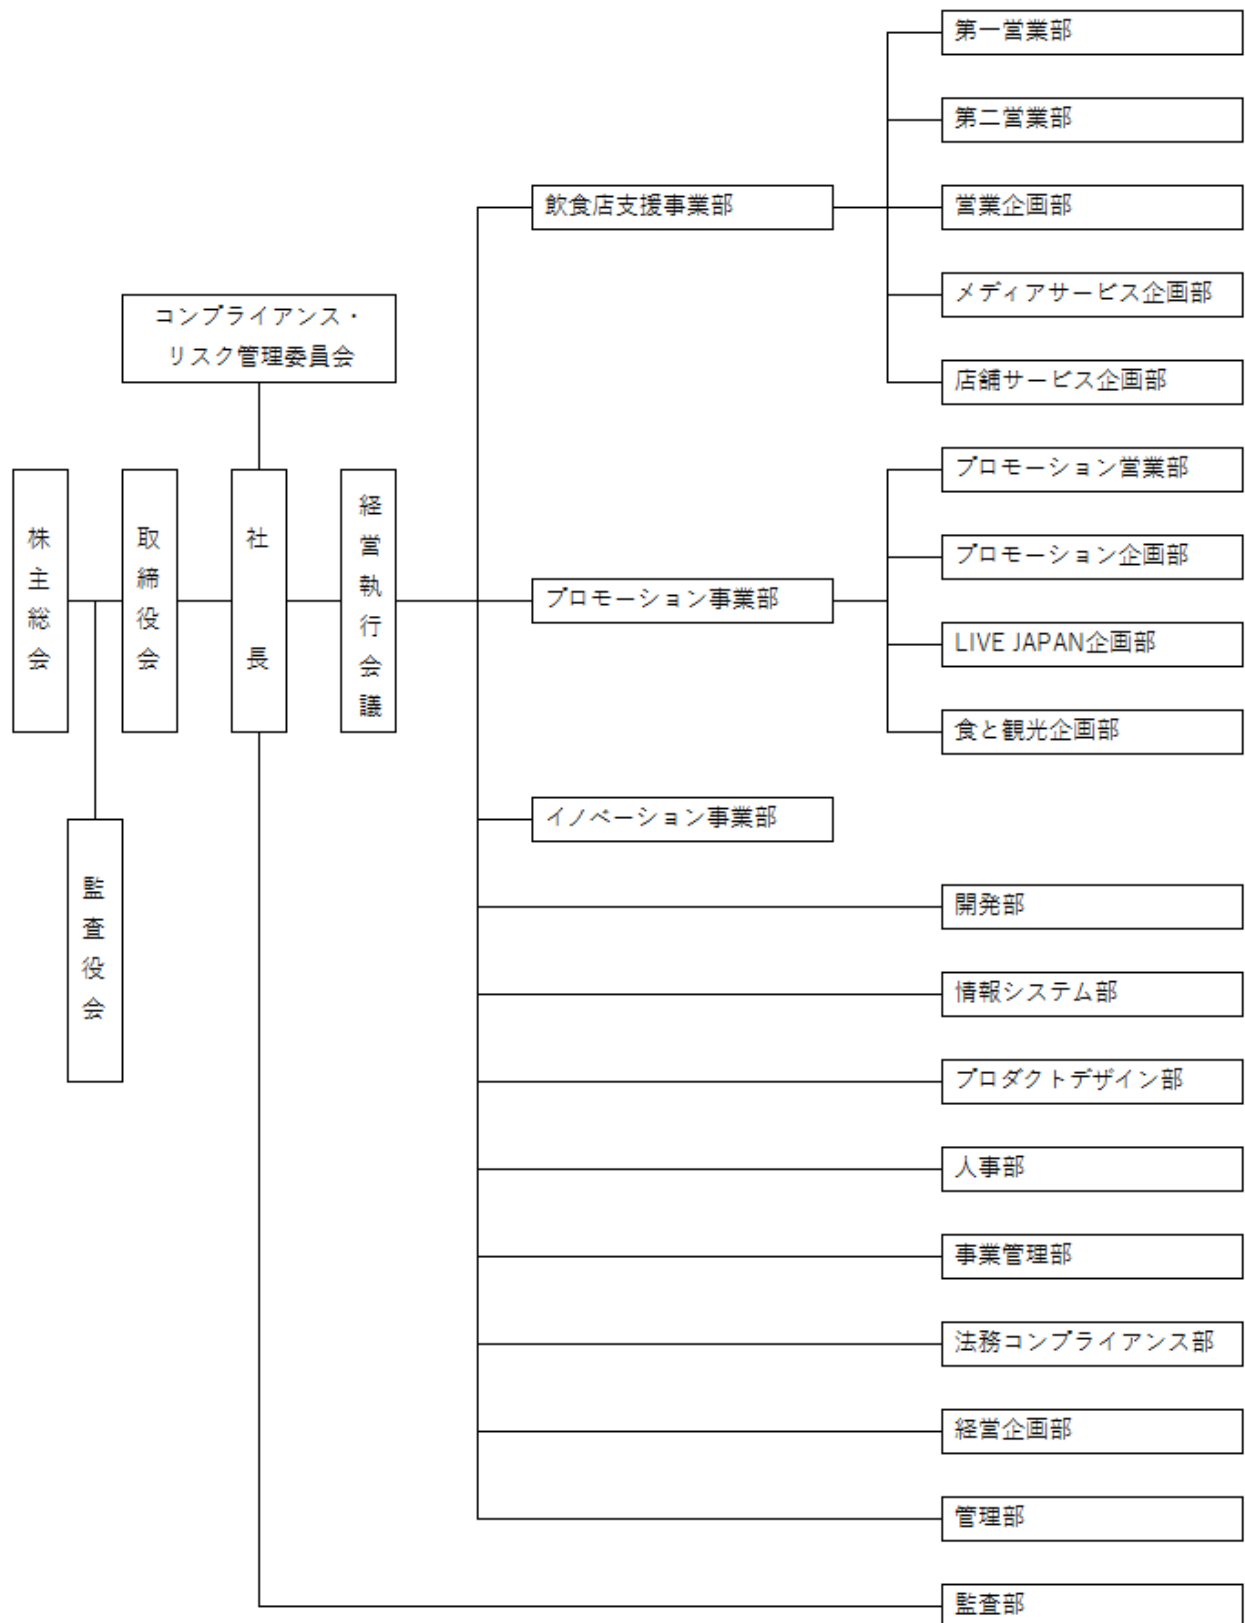 株主総会
監査役会
取締役会
コンプライアンス・
リスク管理委員会
社長
経営執行会議
飲食店支援事業部
第一営業部
第二営業部
営業企画部
メディアサービス企画部
店舗サービス企画部
プロモーション事業部
プロモーション営業部
プロモーション企画部
LIVE JAPAN企画部
食と観光企画部
イノベーション事業部
開発部
情報システム部
プロダクトデザイン部
人事部
事業管理部
法務コンプライアンス部
経営企画部
管理部
監査部